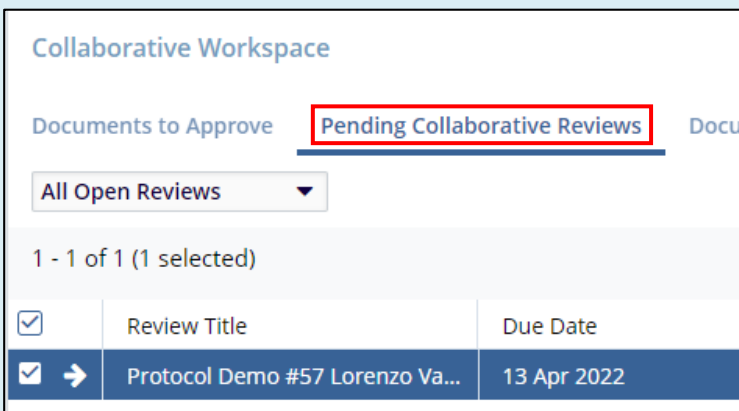 Collaborative Workspace
Documents to Approve Pending Collaborative Reviews Docu
All Open Reviews
1 - 1 of 1 (1 selected)
Review Title Due Date
Protocol Demo #57 Lorenzo Va... 13 Apr 2022